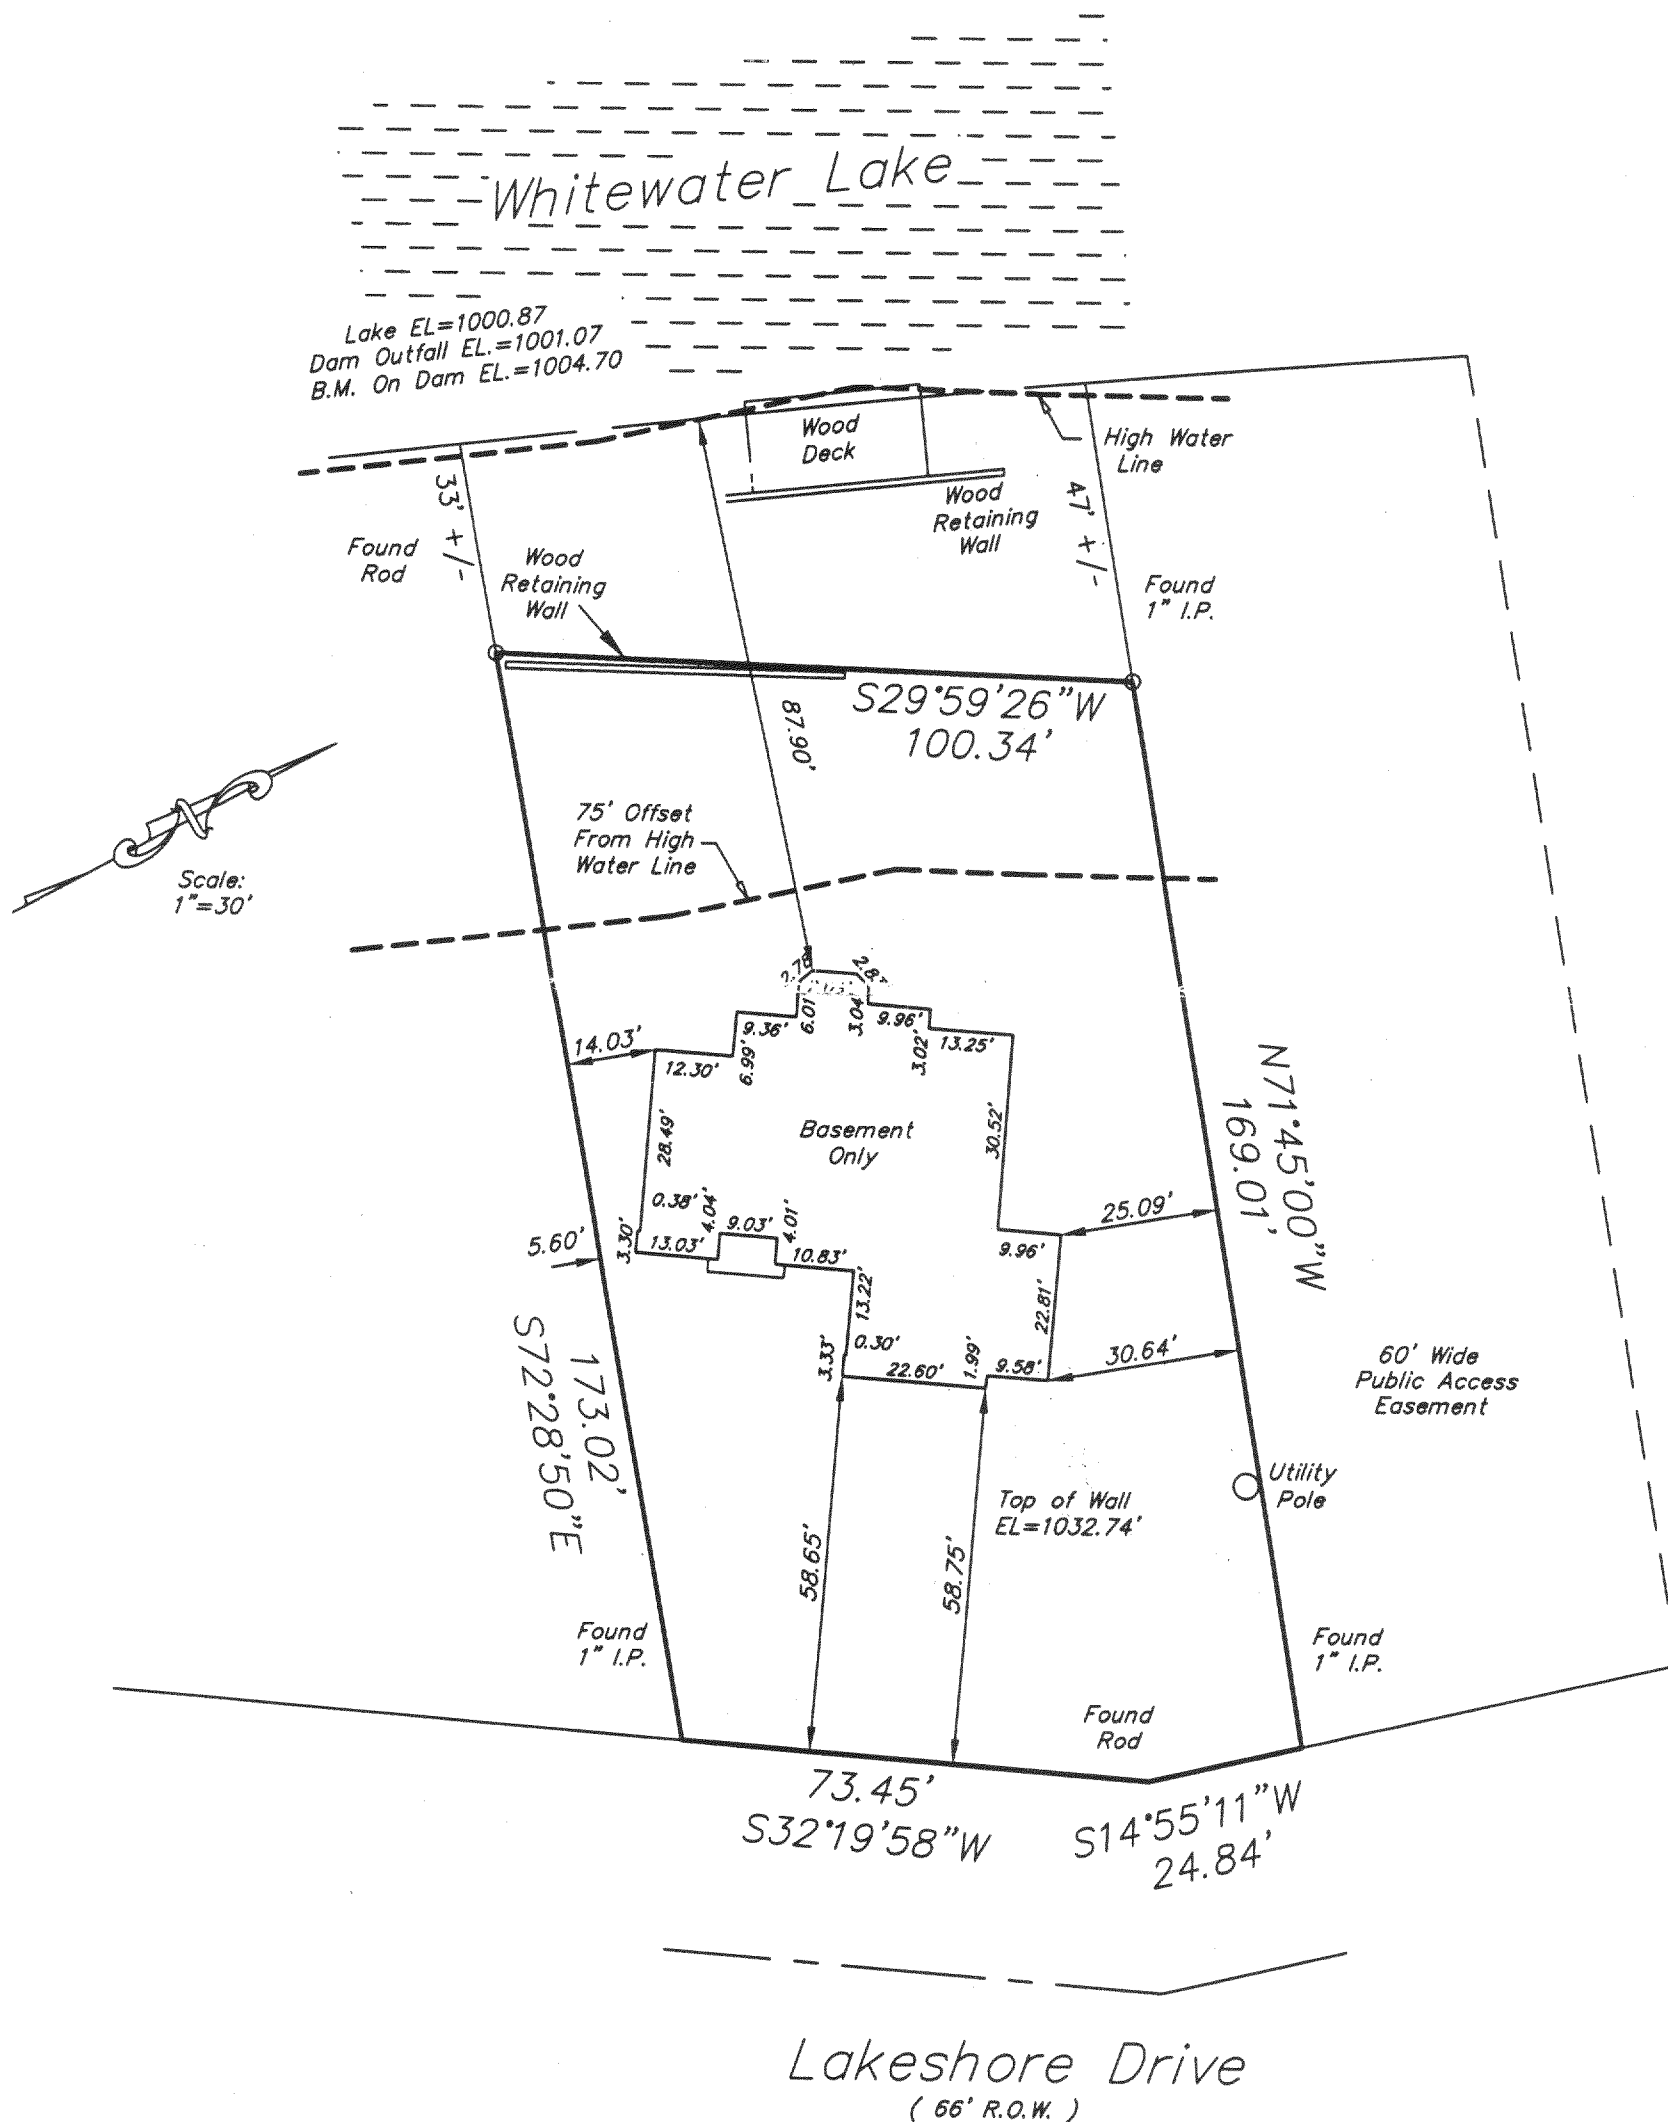 Whitewater Lake
Lake EL=1000.87
Dam Outfall EL.=1001.07
B.M. On Dam EL.=1004.70
Wood
Deck
High Water
Line
33' +/-
47' +/-
Wood
Retaining
Wall
Found
Rod
Wood
Retaining
Wall
Found
1" I.P.
S29°59'26"W
100.34'
87.90'
75' Offset
From High
Water Line
N
Scale:
1"=30'
2.83'
9.36'
6.01'
3.04'
9.96'
14.03'
12.30'
6.99'
3.02'
13.25'
28.49'
Basement
Only
30.52'
N71°45'00"W
169.01'
0.38'
4.04'
9.03'
4.01'
25.09'
5.60'
3.30'
13.03'
10.83'
9.96'
13.22'
22.81'
S72°28'50"E
173.02'
3.33'
0.30'
22.60'
1.99'
9.58'
30.64'
60' Wide
Public Access
Easement
Utility
Pole
Top of Wall
EL=1032.74'
58.65'
58.75'
Found
1" I.P.
Found
1" I.P.
Found
Rod
73.45'
S32°19'58"W
S14°55'11"W
24.84'
Lakeshore Drive
( 66' R.O.W. )